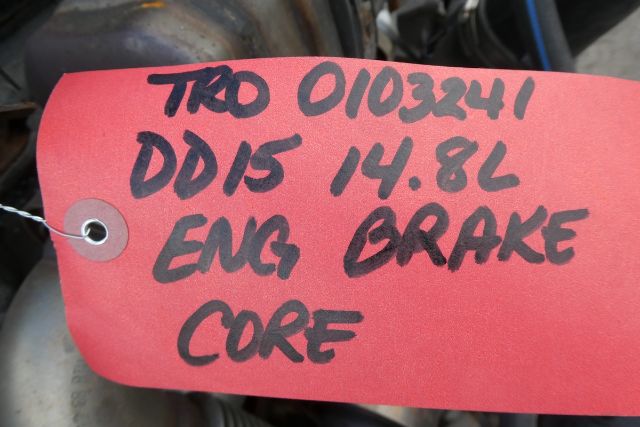 TRO 0103241
DD15 14.8L
ENG BRAKE
CORE